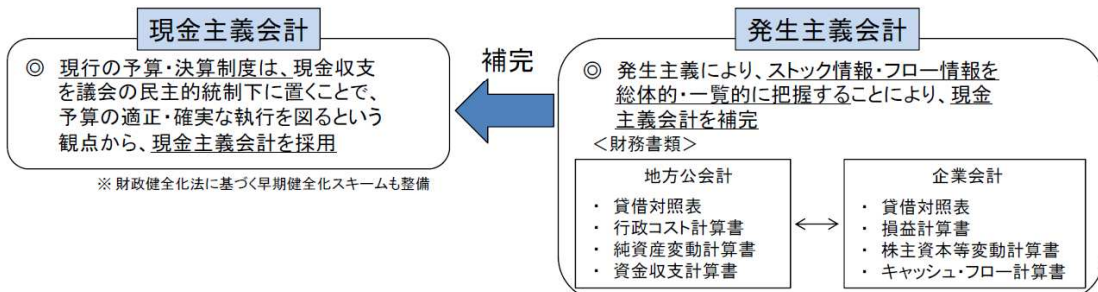 現金主義会計
◎ 現行の予算・決算制度は、現金収支
を議会の民主的統制下に置くことで、
予算の適正・確実な執行を図るという
観点から、現金主義会計を採用
※ 財政健全化法に基づく早期健全化スキームも整備
補完
発生主義会計
◎ 発生主義により、ストック情報・フロー情報を
総体的・一覧的に把握することにより、現金
主義会計を補完
＜財務書類＞
地方公会計
・ 貸借対照表
・ 行政コスト計算書
・ 純資産変動計算書
・ 資金収支計算書
企業会計
・ 貸借対照表
・ 損益計算書
・ 株主資本等変動計算書
・ キャッシュ・フロー計算書